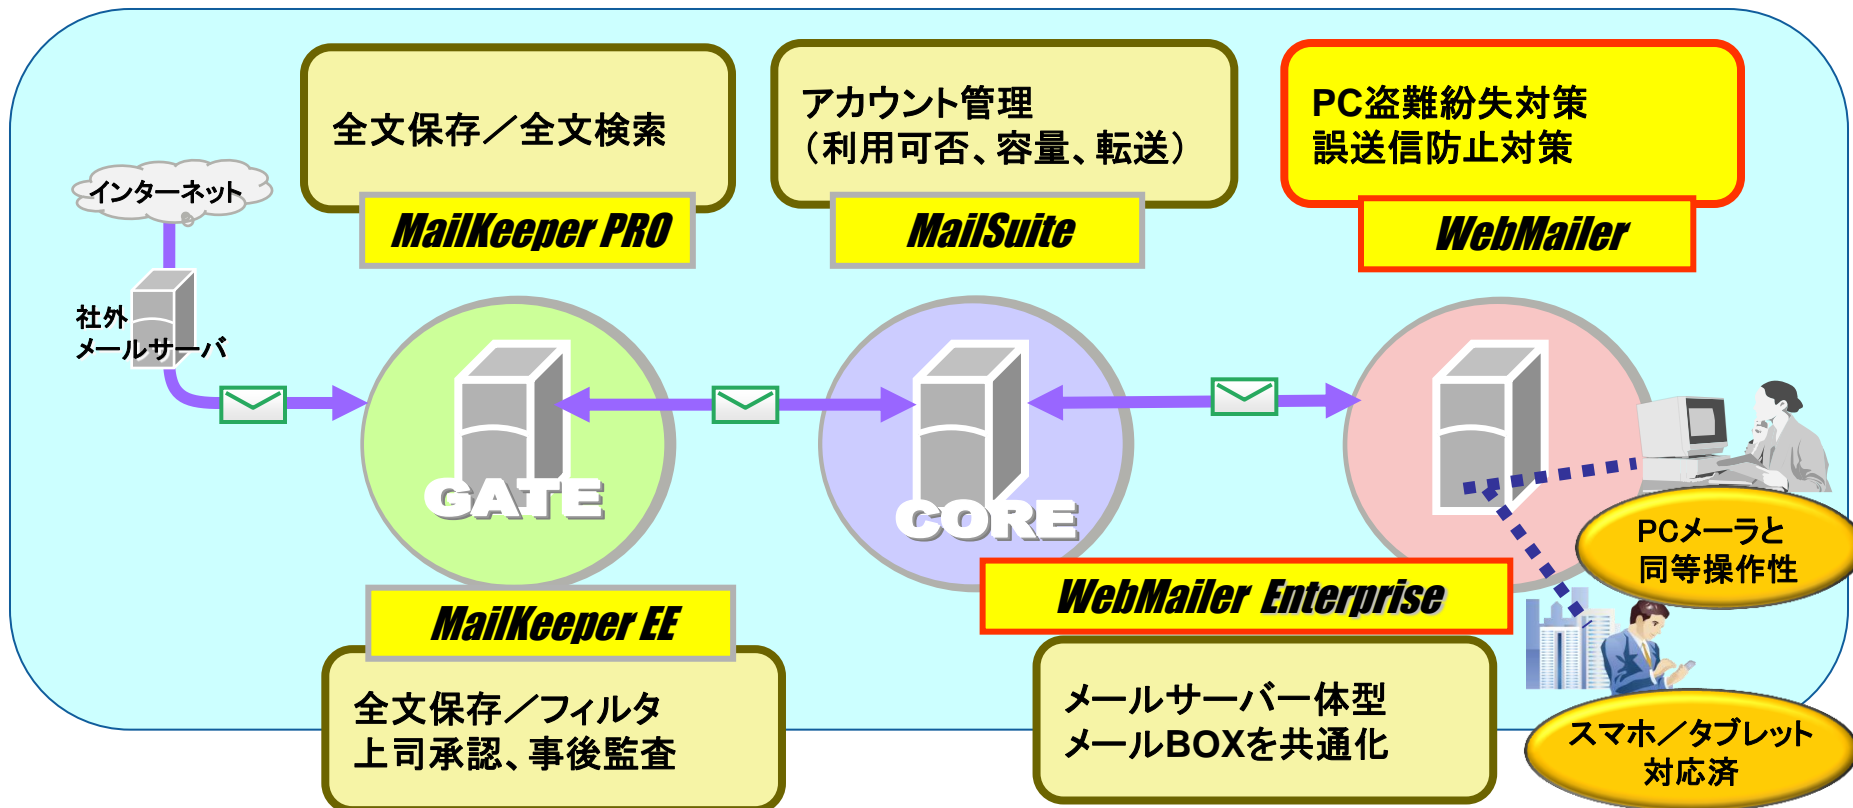 全文保存／全文検索
MailKeeper PRO
アカウント管理
（利用可否、容量、転送）
MailSuite
PC盗難紛失対策
誤送信防止対策
WebMailer
インターネット
社外
メールサーバ
GATE
CORE
PCメーラと
同等操作性
MailKeeper EE
全文保存／フィルタ
上司承認、事後監査
WebMailer Enterprise
メールサーバー体型
メールBOXを共通化
スマホ／タブレット
対応済